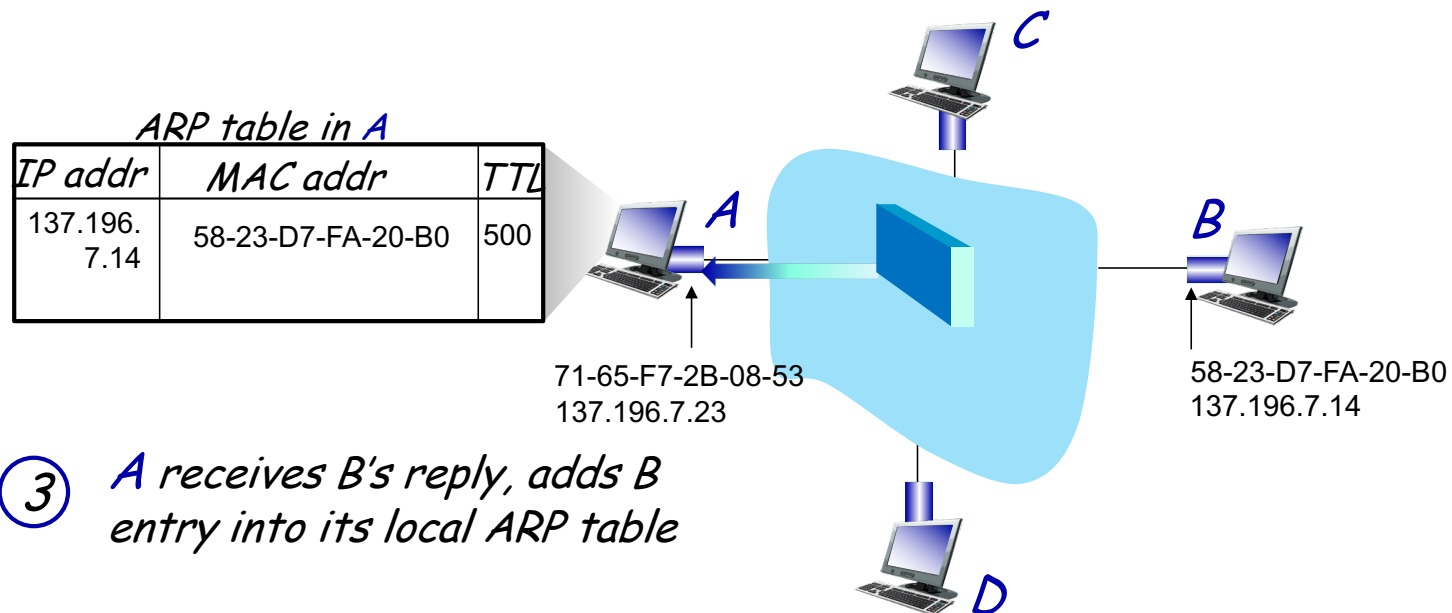 C
ARP table in A
IP addr MAC addr TTL
137.196.
7.14
58-23-D7-FA-20-B0 500
A
B
71-65-F7-2B-08-53
137.196.7.23
58-23-D7-FA-20-B0
137.196.7.14
3
A receives B's reply, adds B
entry into its local ARP table
D